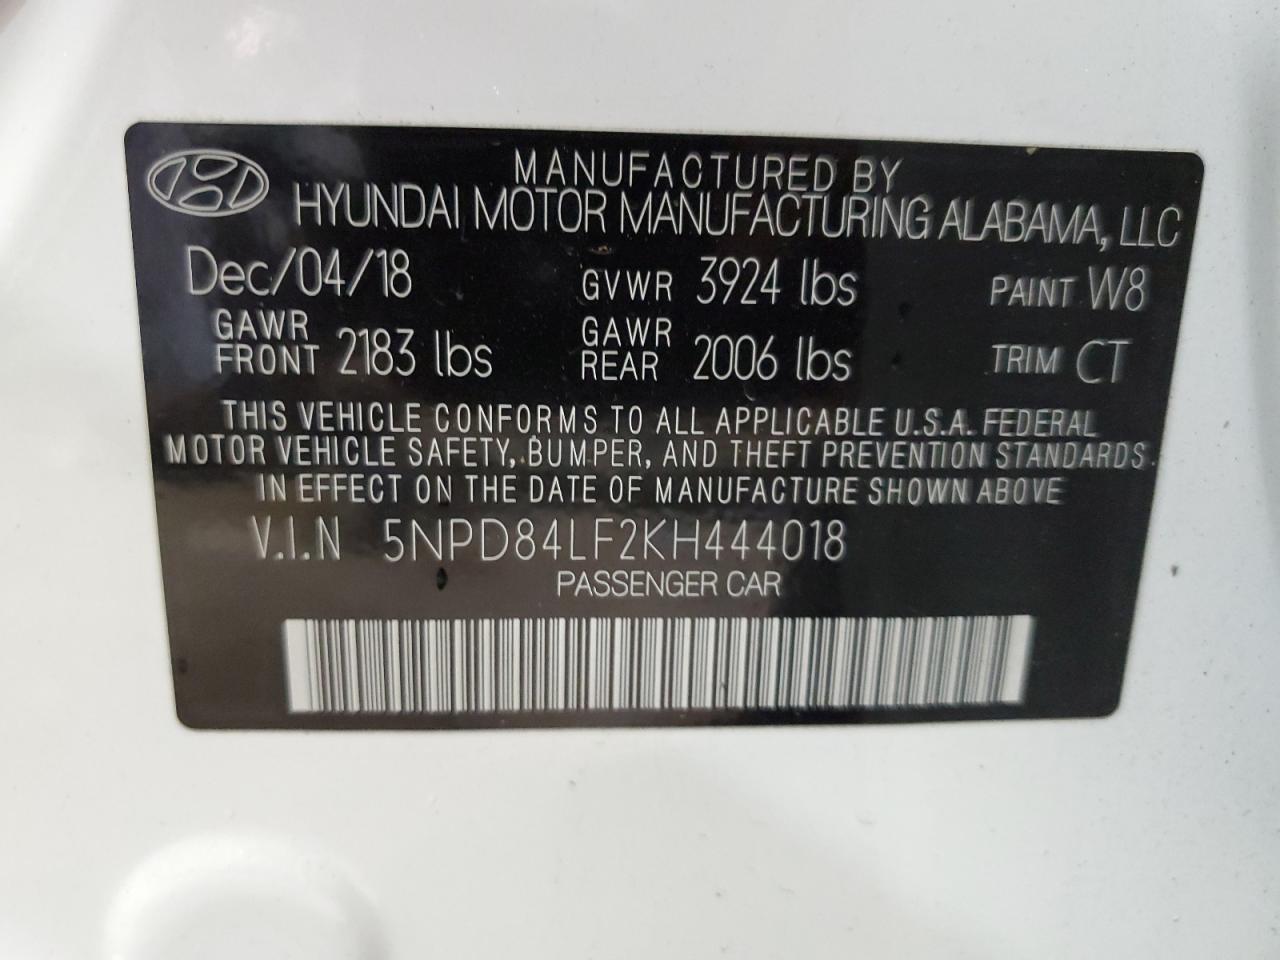 MANUFACTURED BY
HYUNDAI MOTOR MANUFACTURING ALABAMA, LLC
Dec/04/18 GVWR 3924 lbs PAINT W8
GAWR FRONT 2183 lbs GAWR REAR 2006 lbs TRIM CT
THIS VEHICLE CONFORMS TO ALL APPLICABLE U.S.A. FEDERAL
MOTOR VEHICLE SAFETY, BUMPER, AND THEFT PREVENTION STANDARDS
IN EFFECT ON THE DATE OF MANUFACTURE SHOWN ABOVE
V.I.N 5NPD84LF2KH444018
PASSENGER CAR